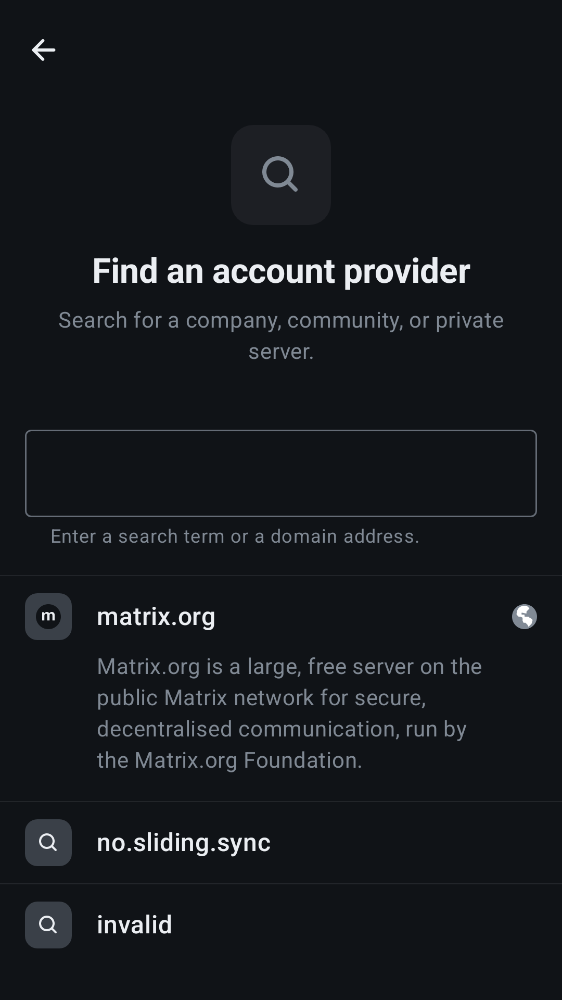 Find an account provider
Search for a company, community, or private
server.
Enter a search term or a domain address.
m
matrix.org
Matrix.org is a large, free server on the
public Matrix network for secure,
decentralised communication, run by
the Matrix.org Foundation.
no.sliding.sync
invalid